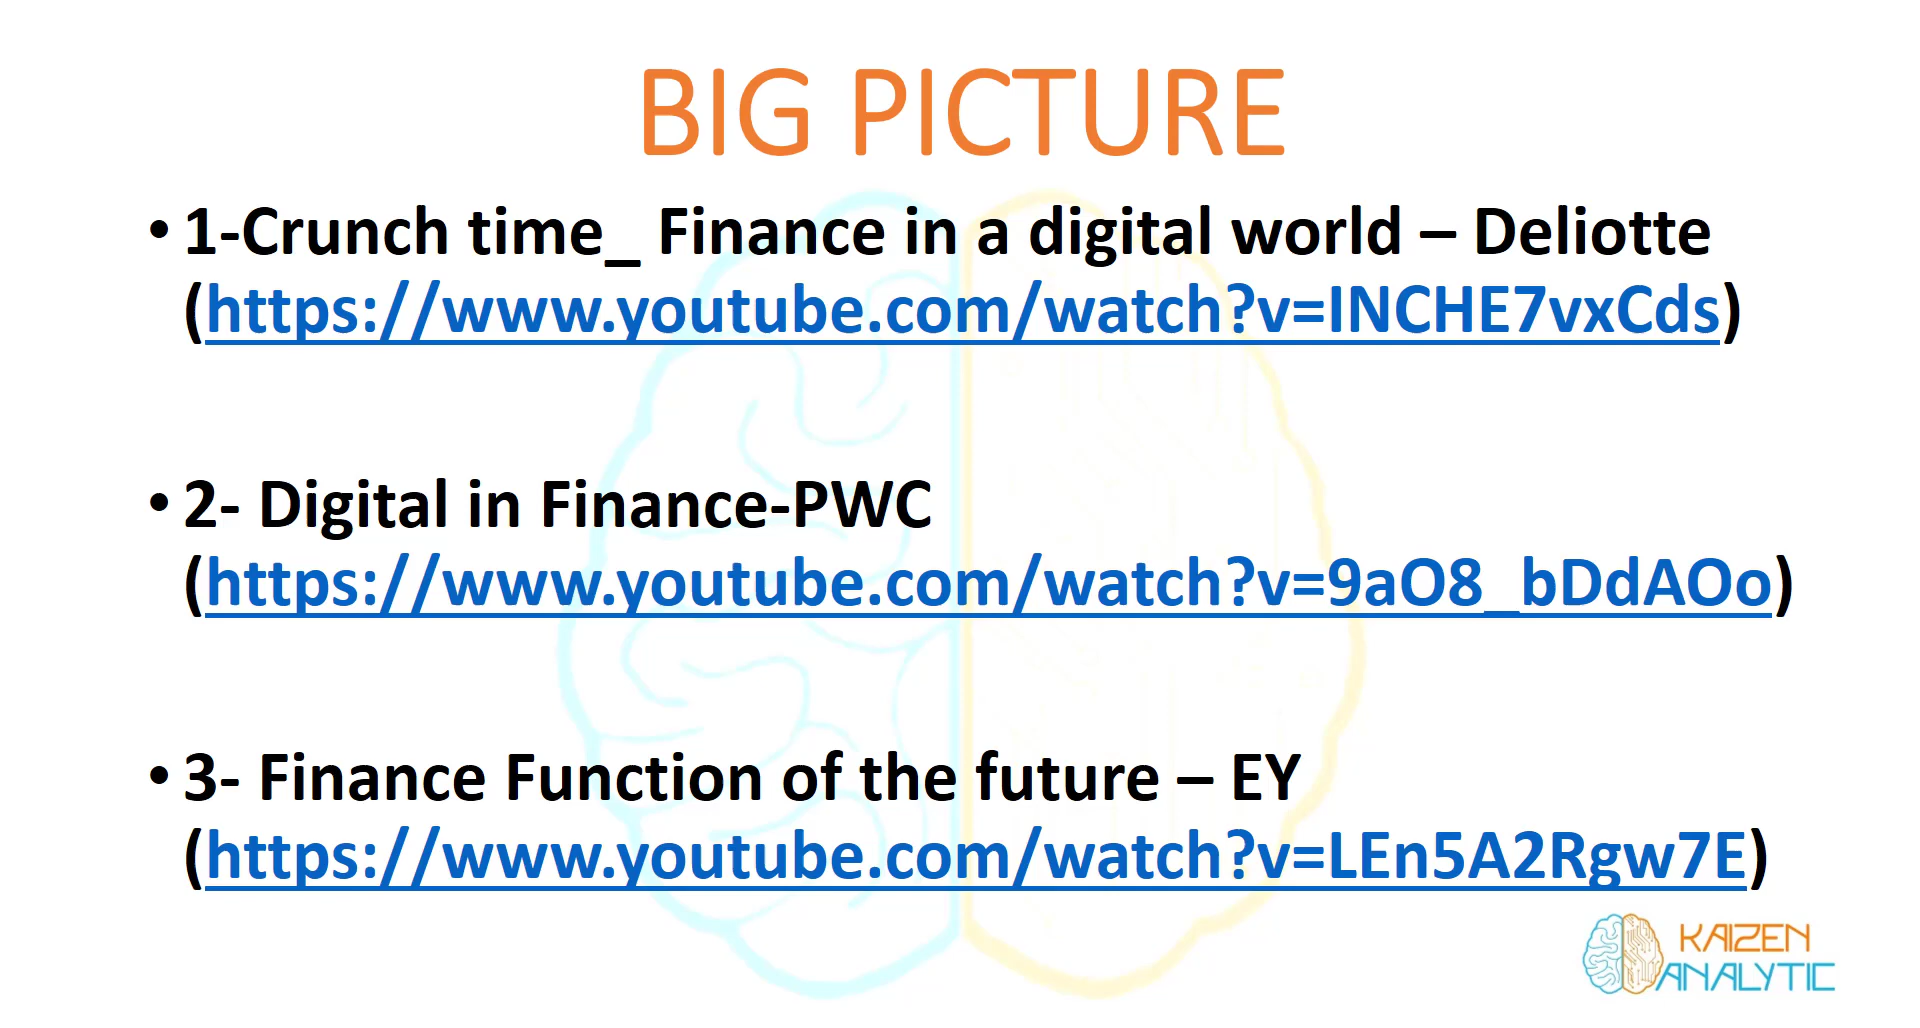 BIG PICTURE
• 1-Crunch time_ Finance in a digital world – Deliotte
(https://www.youtube.com/watch?v=INCHE7vxCds)
• 2- Digital in Finance-PWC
(https://www.youtube.com/watch?v=9aO8_bDdAOo)
• 3- Finance Function of the future – EY
(https://www.youtube.com/watch?v=LEn5A2Rgw7E)
KAIZEN
ANALYTIC